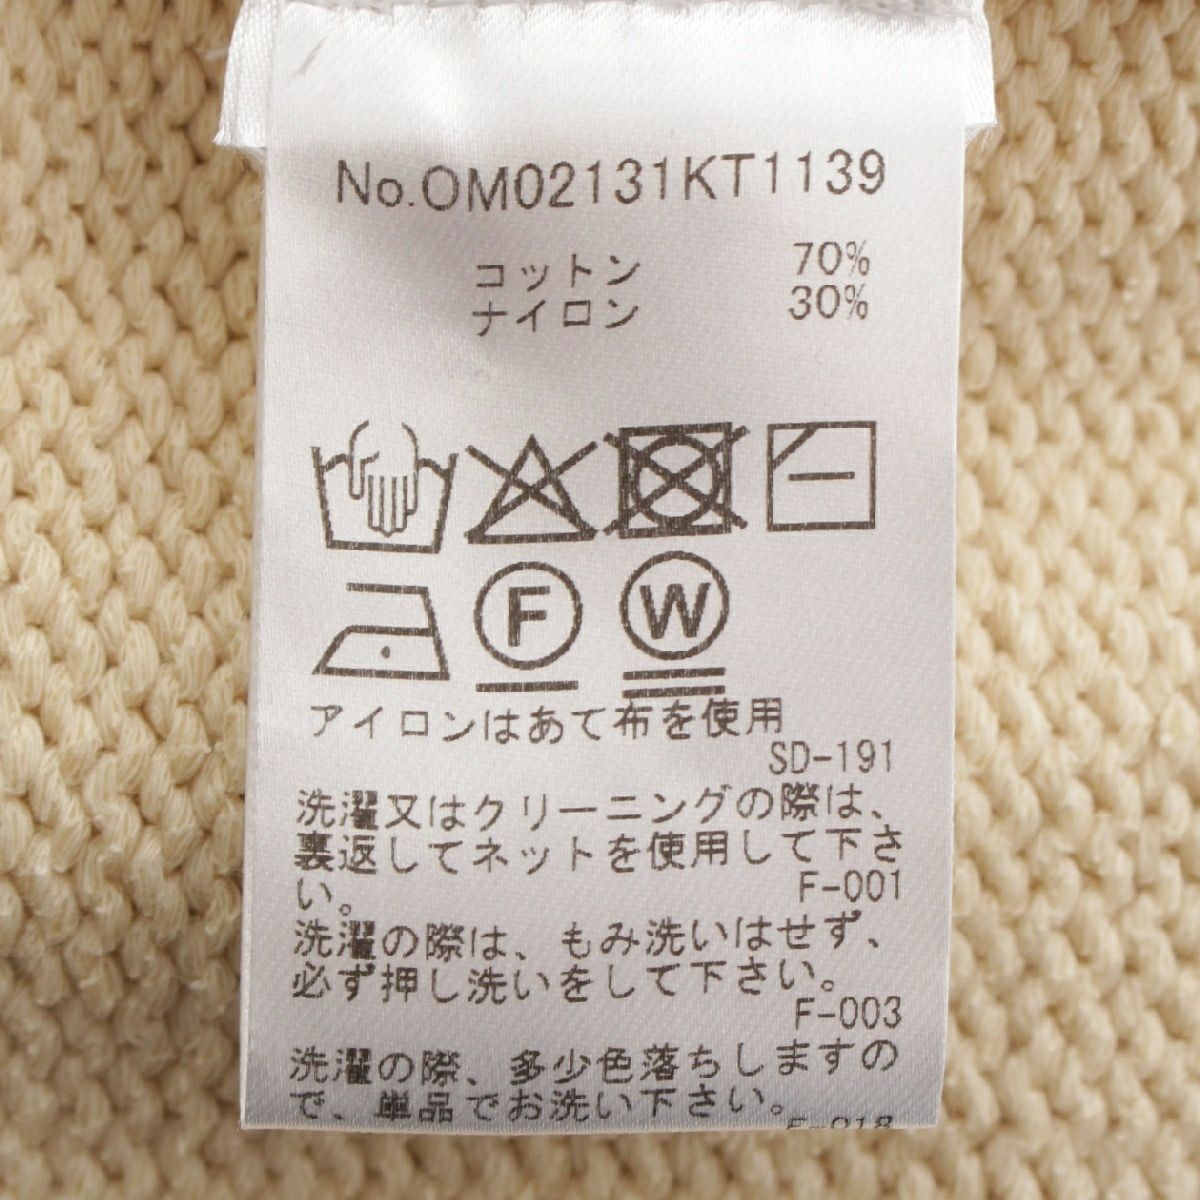 No.OM02131KT1139
コットン 70%
ナイロン 30%
F W
アイロンはあて布を使用
SD-191
洗濯又はクリーニングの際は、
裏返してネットを使用して下さ
い。 F-001
洗濯の際は、もみ洗いはせず、
必ず押し洗いをして下さい。
F-003
洗濯の際、多少色落ちしますの
で、単品でお洗い下さい。